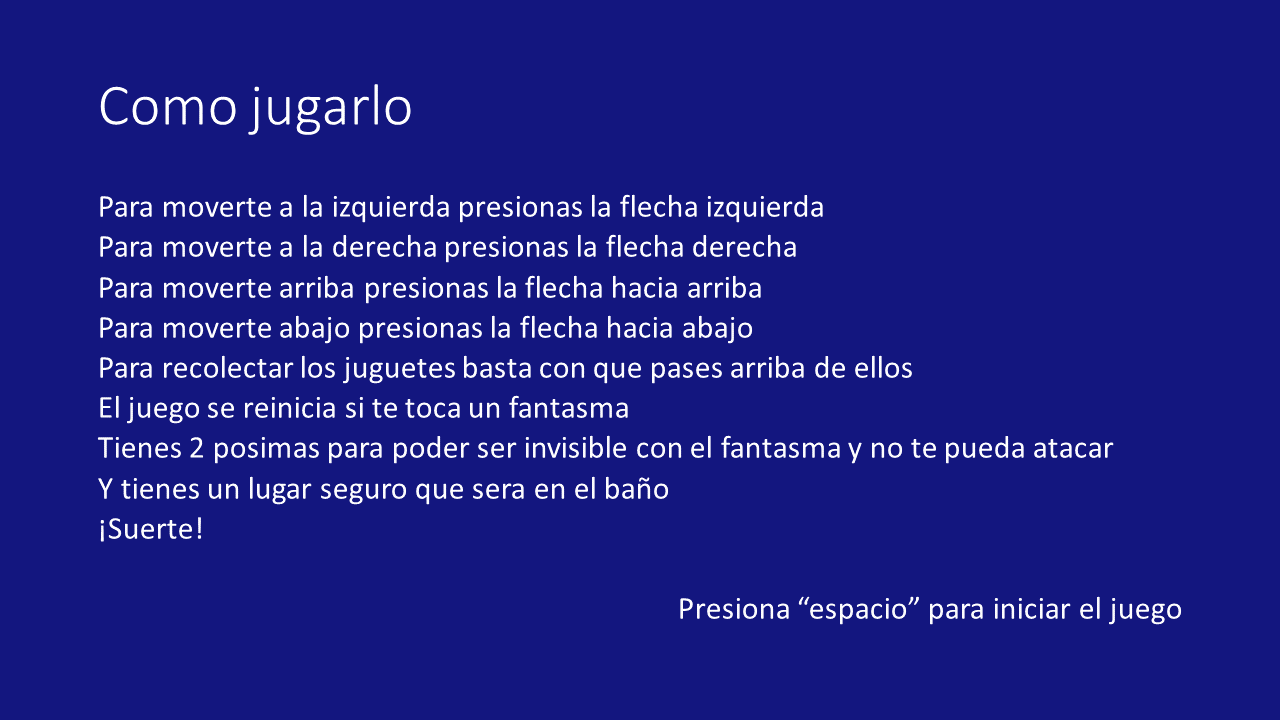 Como jugarlo
Para moverte a la izquierda presionas la flecha izquierda
Para moverte a la derecha presionas la flecha derecha
Para moverte arriba presionas la flecha hacia arriba
Para moverte abajo presionas la flecha hacia abajo
Para recolectar los juguetes basta con que pases arriba de ellos
El juego se reinicia si te toca un fantasma
Tienes 2 posimas para poder ser invisible con el fantasma y no te pueda atacar
Y tienes un lugar seguro que sera en el baño
¡Suerte!
Presiona “espacio” para iniciar el juego